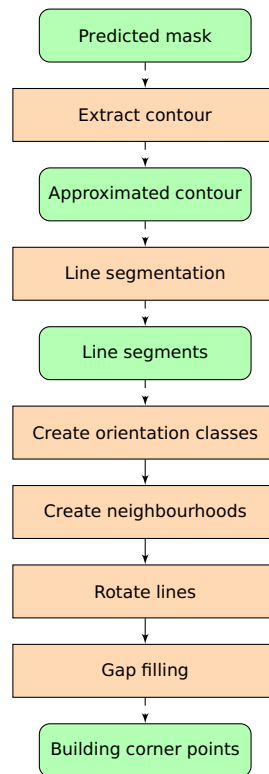 Predicted mask
Extract contour
Approximated contour
Line segmentation
Line segments
Create orientation classes
Create neighbourhoods
Rotate lines
Gap filling
Building corner points